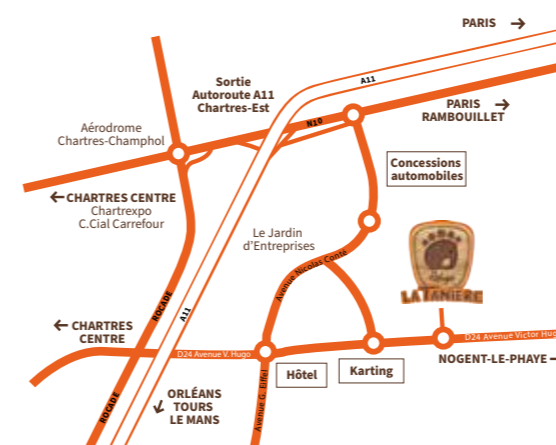 PARIS →
A11
Sortie
Autoroute A11
Chartres-Est
N10
PARIS →
RAMBOUILLET
Aérodrome
Chartres-Champhol
Concessions
automobiles
← CHARTRES CENTRE
Chartrexpo
C.Cial Carrefour
Le Jardin
d'Entreprises
Avenue Nicolas Conté
LA TANIÈRE
ROCADE
A11
← CHARTRES
CENTRE
D24 Avenue V. Hugo
D24 Avenue Victor Hug
NOGENT-LE-PHAYE
Hôtel
Karting
Avenue G. Eiffel
ORLÉANS
TOURS
LE MANS
ROCADE